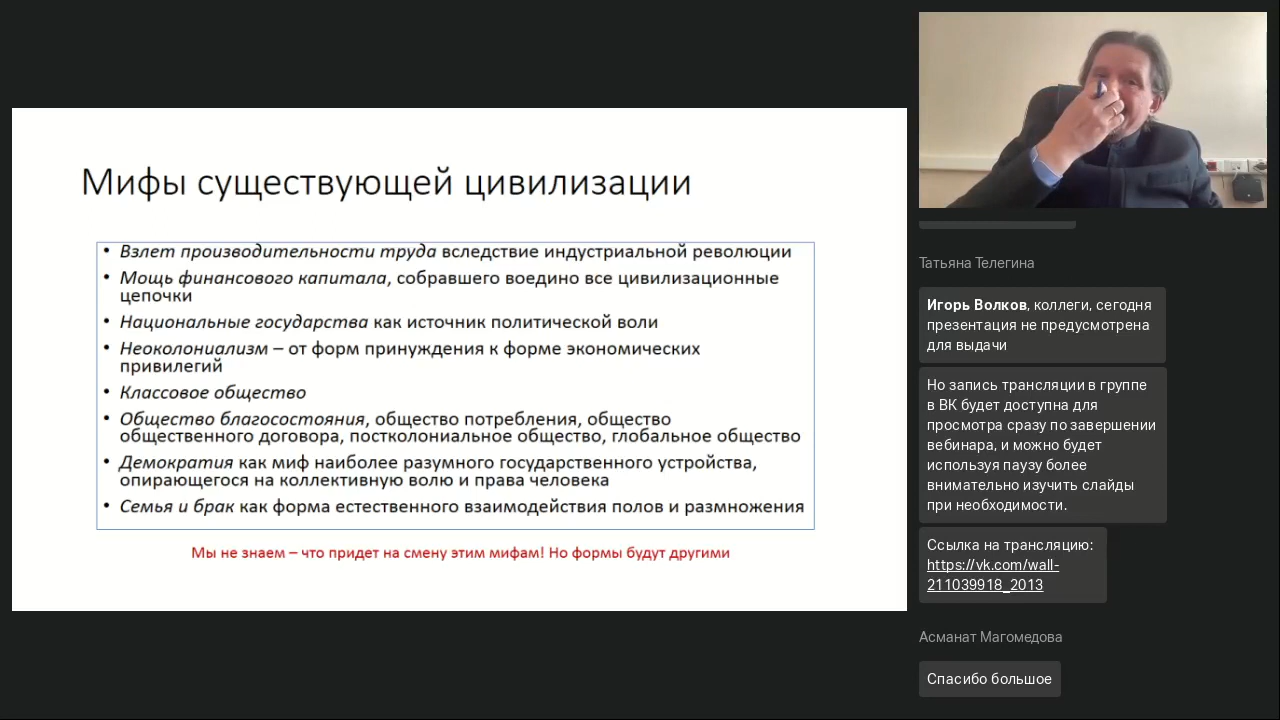 Мифы существующей цивилизации
• Взлет производительности труда вследствие индустриальной революции
• Мощь финансового капитала, собравшего воедино все цивилизационные
цепочки
• Национальные государства как источник политической воли
• Неоколониализм – от форм принуждения к форме экономических
привилегий
• Классовое общество
• Общество благосостояния, общество потребления, общество
общественного договора, постколониальное общество, глобальное общество
• Демократия как миф наиболее разумного государственного устройства,
опирающегося на коллективную волю и права человека
• Семья и брак как форма естественного взаимодействия полов и размножения
Мы не знаем – что придет на смену этим мифам! Но формы будут другими
Татьяна Телегина
Игорь Волков, коллеги, сегодня
презентация не предусмотрена
для выдачи
Но запись трансляции в группе
в ВК будет доступна для
просмотра сразу по завершении
вебинара, и можно будет
используя паузу более
внимательно изучить слайды
при необходимости.
Ссылка на трансляцию:
https://vk.com/wall-
211039918_2013
Асманат Магомедова
Спасибо большое